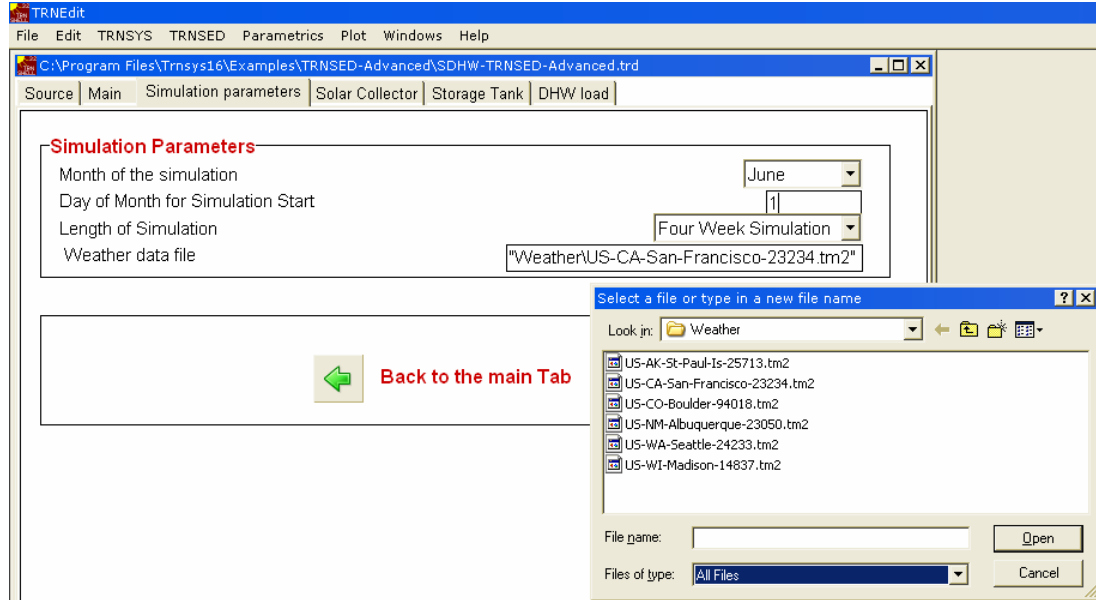 TRNEdit
File Edit TRNSYS TRNSED Parametrics Plot Windows Help
C:\Program Files\Trnsys16\Examples\TRNSED-Advanced\SDHW-TRNSED-Advanced.trd
Source Main Simulation parameters Solar Collector Storage Tank DHW load
Simulation Parameters
Month of the simulation June
Day of Month for Simulation Start 1
Length of Simulation Four Week Simulation
Weather data file "Weather\US-CA-San-Francisco-23234.tm2"
Back to the main Tab
Select a file or type in a new file name
Look in: Weather
US-AK-St-Paul-Is-25713.tm2
US-CA-San-Francisco-23234.tm2
US-CO-Boulder-94018.tm2
US-NM-Albuquerque-23050.tm2
US-WA-Seattle-24233.tm2
US-WI-Madison-14837.tm2
File name: Open
Files of type: All Files Cancel